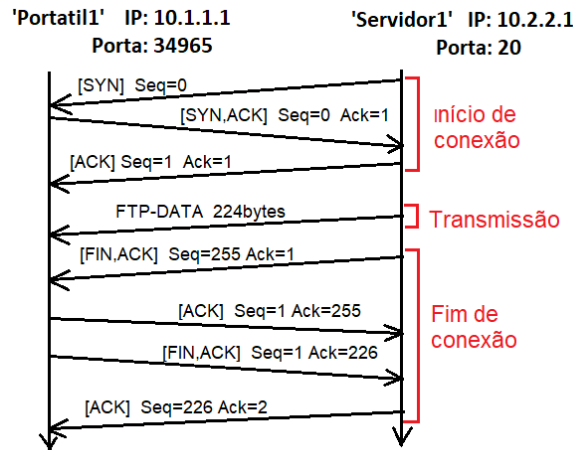 'Portatil1' IP: 10.1.1.1
Porta: 34965
'Servidor1' IP: 10.2.2.1
Porta: 20
[SYN] Seq=0
[SYN,ACK] Seq=0 Ack=1
[ACK] Seq=1 Ack=1
Início de
conexão
FTP-DATA 224bytes
Transmissão
[FIN,ACK] Seq=255 Ack=1
[ACK] Seq=1 Ack=255
[FIN,ACK] Seq=1 Ack=226
[ACK] Seq=226 Ack=2
Fim de
conexão